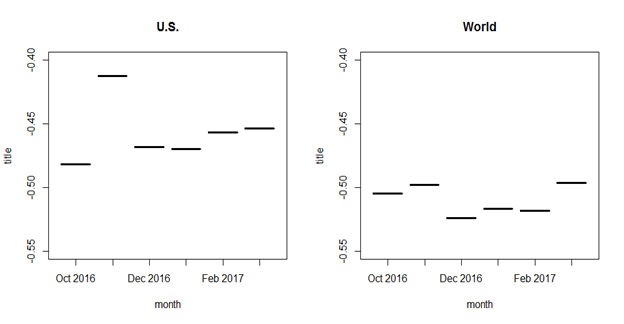 U.S.
-0.40
-0.45
-0.50
-0.55
title
Oct 2016 Dec 2016 Feb 2017
month
World
-0.40
-0.45
-0.50
-0.55
title
Oct 2016 Dec 2016 Feb 2017
month